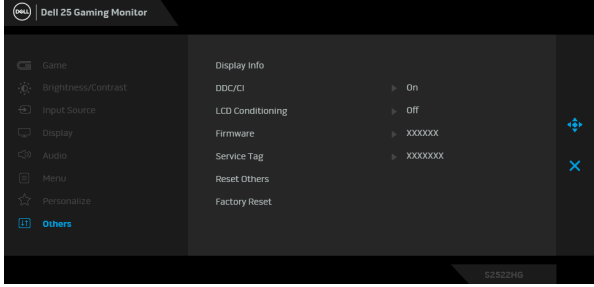 DELL Dell 25 Gaming Monitor
Game
Brightness/Contrast
Input Source
Display
Audio
Menu
Personalize
Others
Display Info
DDC/CI On
LCD Conditioning Off
Firmware XXXXXX
Service Tag XXXXXXX
Reset Others
Factory Reset
S2522HG